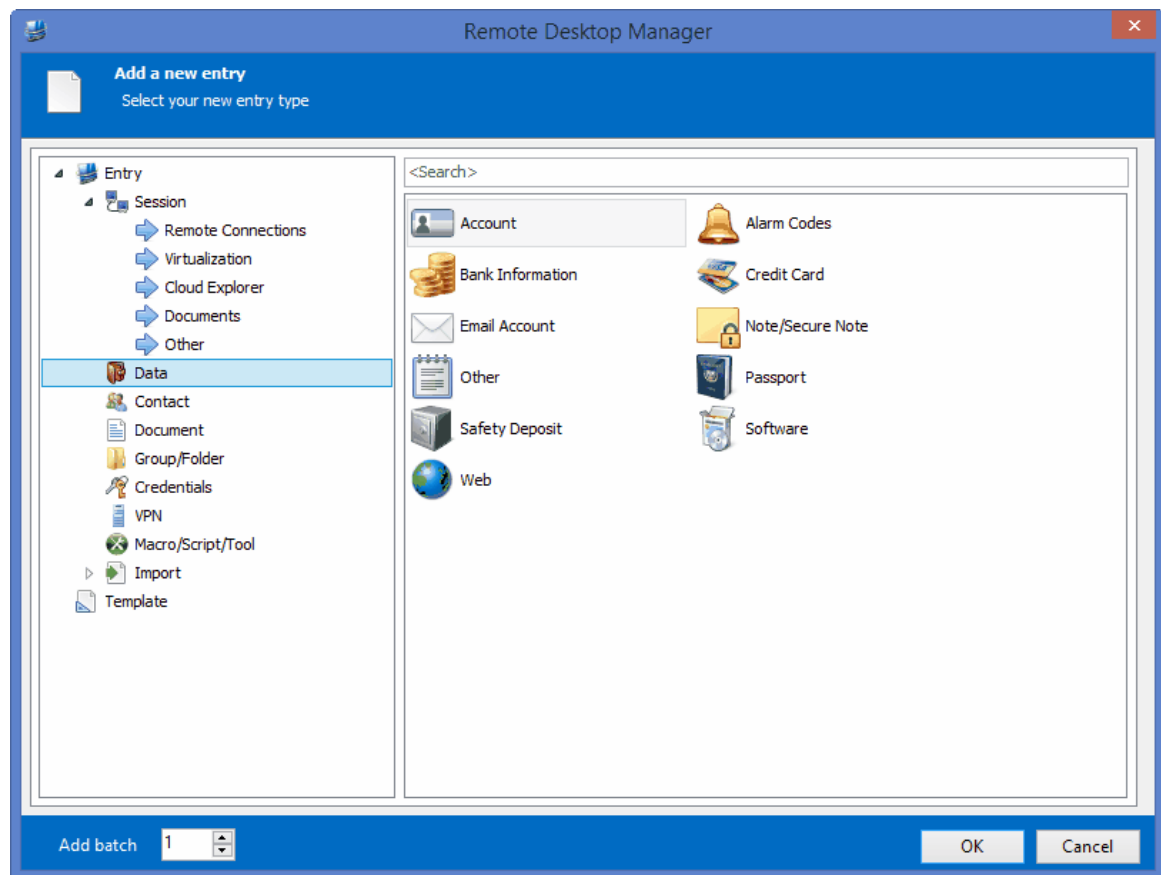 Remote Desktop Manager
Add a new entry
Select your new entry type
Entry
Session
Remote Connections
Virtualization
Cloud Explorer
Documents
Other
Data
Contact
Document
Group/Folder
Credentials
VPN
Macro/Script/Tool
Import
Template
<Search>
Account
Alarm Codes
Bank Information
Credit Card
VISA
Email Account
Note/Secure Note
Other
Passport
Safety Deposit
Software
Web
Add batch
1
OK
Cancel